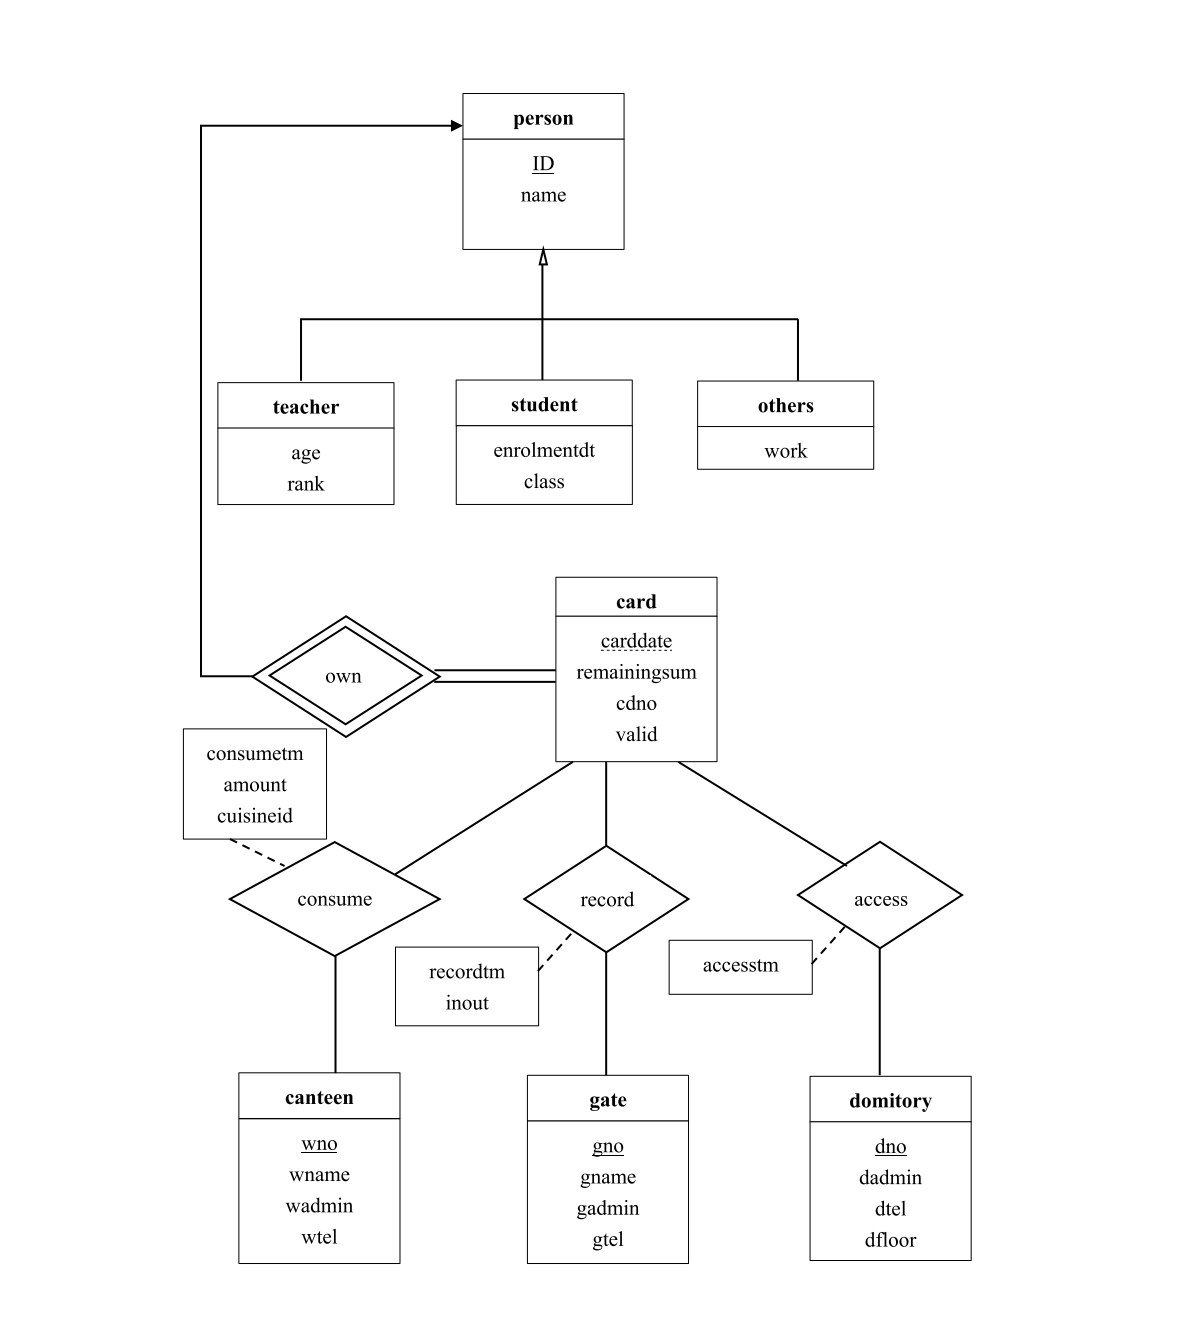 person
ID
name
teacher
age
rank
student
enrolmentdt
class
others
work
card
carddate
remainingsum
cdno
valid
own
consumetm
amount
cuisineid
consume
record
access
recordtm
inout
accesstm
canteen
wno
wname
wadmin
wtel
gate
gno
gname
gadmin
gtel
domitory
dno
dadmin
dtel
dfloor